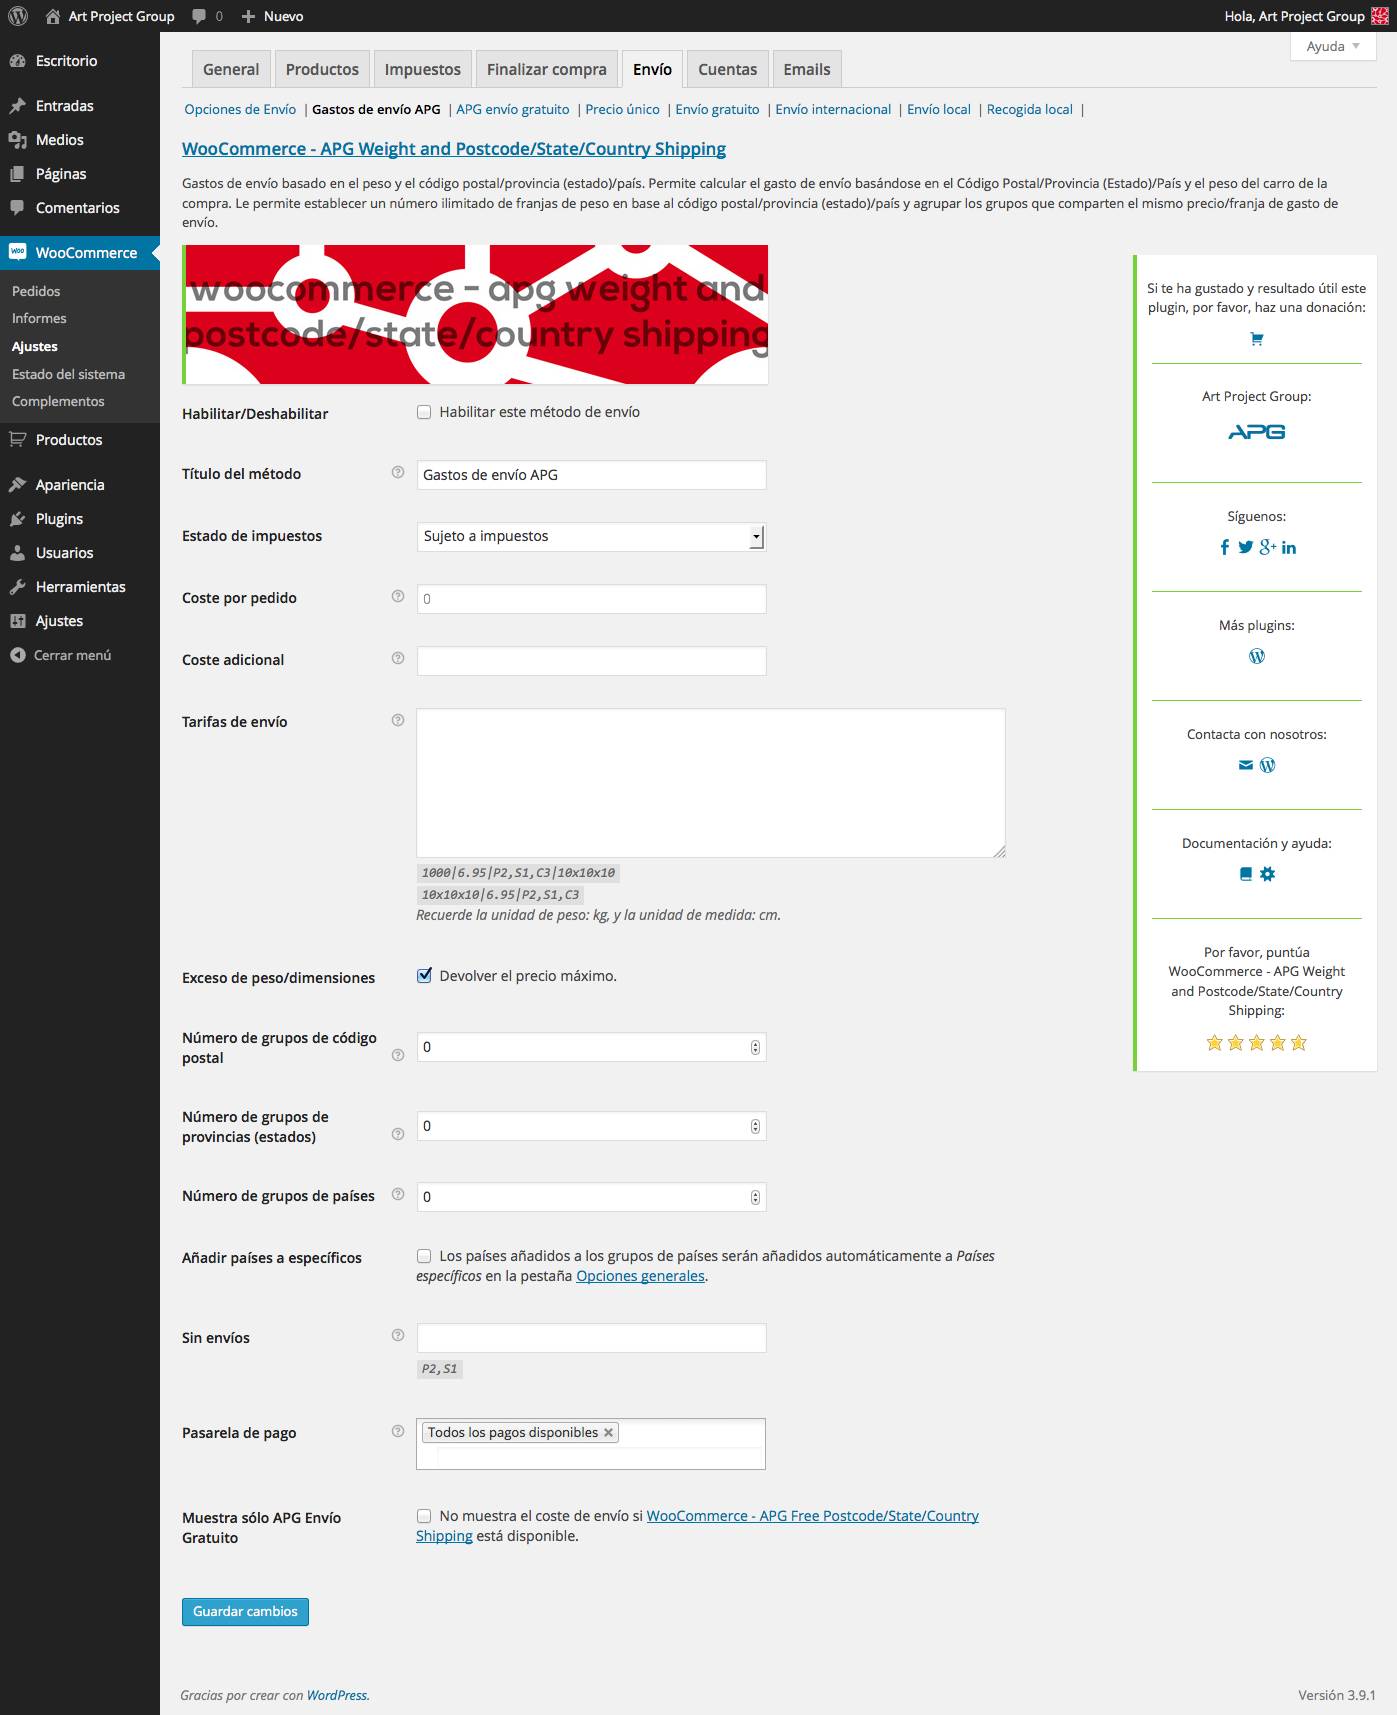 Art Project Group
0
Nuevo
Hola, Art Project Group
Escritorio
Entradas
Medios
Páginas
Comentarios
WooCommerce
Pedidos
Informes
Ajustes
Estado del sistema
Complementos
Productos
Apariencia
Plugins
Usuarios
Herramientas
Ajustes
Cerrar menú
Ayuda
General
Productos
Impuestos
Finalizar compra
Envío
Cuentas
Emails
Opciones de Envío | Gastos de envío APG | APG envío gratuito | Precio único | Envío gratuito | Envío internacional | Envío local | Recogida local |
WooCommerce - APG Weight and Postcode/State/Country Shipping
Gastos de envío basado en el peso y el código postal/provincia (estado)/país. Permite calcular el gasto de envío basándose en el Código Postal/Provincia (Estado)/País y el peso del carro de la
compra. Le permite establecer un número ilimitado de franjas de peso en base al código postal/provincia (estado)/país y agrupar los grupos que comparten el mismo precio/franja de gasto de
envío.
woocommerce - apg weight and
postcode/state/country shipping
Habilitar/Deshabilitar
Habilitar este método de envío
Título del método
Gastos de envío APG
Estado de impuestos
Sujeto a impuestos
Coste por pedido
0
Coste adicional
Tarifas de envío
1000|6.95|P2,S1,C3|10x10x10
10x10x10|6.95|P2,S1,C3
Recuerde la unidad de peso: kg, y la unidad de medida: cm.
Exceso de peso/dimensiones
Devolver el precio máximo.
Número de grupos de código
postal
0
Número de grupos de
provincias (estados)
0
Número de grupos de países
0
Añadir países a específicos
Los países añadidos a los grupos de países serán añadidos automáticamente a Países
específicos en la pestaña Opciones generales.
Sin envíos
P2,S1
Pasarela de pago
Todos los pagos disponibles
Muestra sólo APG Envío
Gratuito
No muestra el coste de envío si WooCommerce - APG Free Postcode/State/Country
Shipping está disponible.
Guardar cambios
Si te ha gustado y resultado útil este
plugin, por favor, haz una donación:
Art Project Group:
APG
Síguenos:
Más plugins:
Contacta con nosotros:
Documentación y ayuda:
Por favor, puntúa
WooCommerce - APG Weight
and Postcode/State/Country
Shipping:
Gracias por crear con WordPress.
Versión 3.9.1